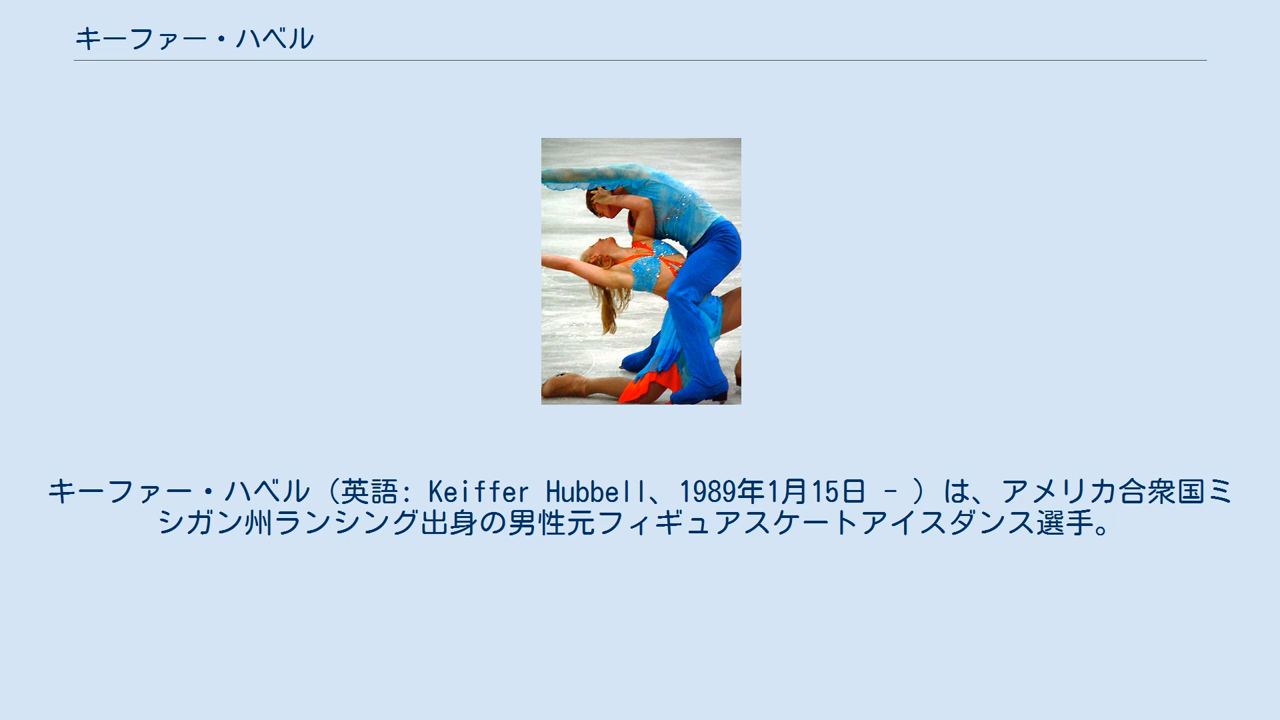 キーファー・ハベル
キーファー・ハベル（英語: Keiffer Hubbell、1989年1月15日 - ）は、アメリカ合衆国ミ
シガン州ランシング出身の男性元フィギュアスケートアイスダンス選手。